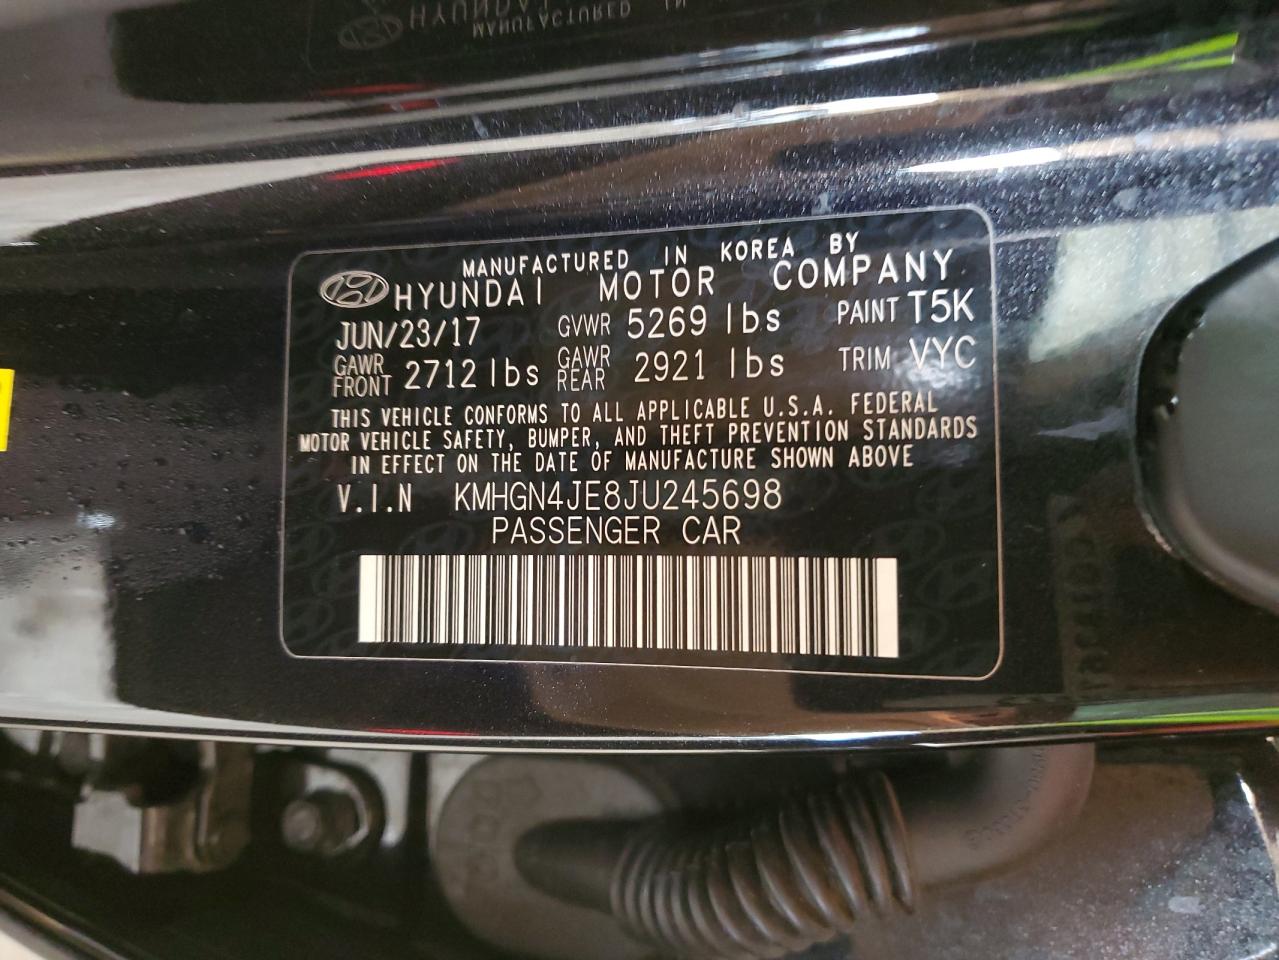 MANUFACTURED IN KOREA BY
HYUNDAI MOTOR COMPANY
JUN/23/17 GVWR 5269 lbs PAINT T5K
GAWR FRONT 2712 lbs GAWR REAR 2921 lbs TRIM VYC
THIS VEHICLE CONFORMS TO ALL APPLICABLE U.S.A. FEDERAL
MOTOR VEHICLE SAFETY, BUMPER, AND THEFT PREVENTION STANDARDS
IN EFFECT ON THE DATE OF MANUFACTURE SHOWN ABOVE
V.I.N KMHGN4JE8JU245698
PASSENGER CAR